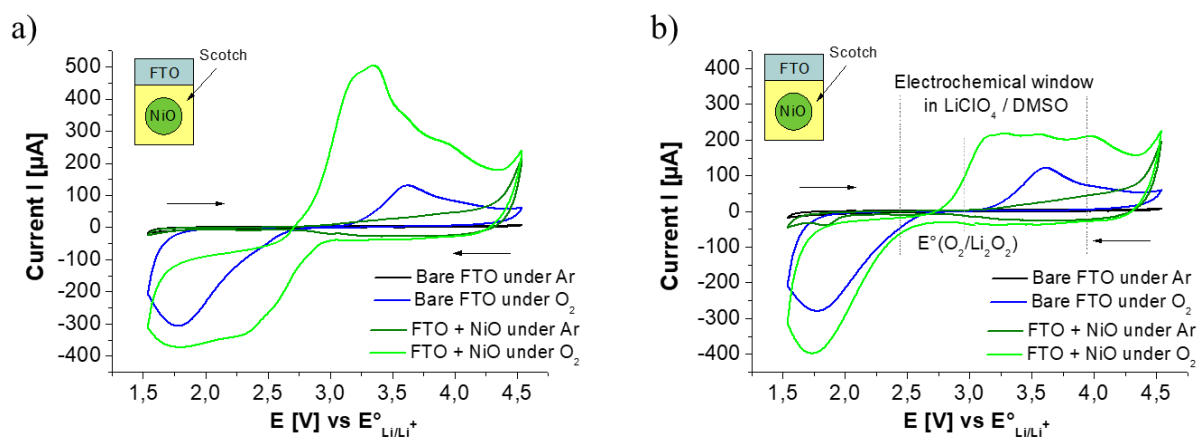 a)
FTO
NiO
Scotch
Current I [µA]
500
400
300
200
100
0
-100
-200
-300
-400
Bare FTO under Ar
Bare FTO under O₂
FTO + NiO under Ar
FTO + NiO under O₂
1,5 2,0 2,5 3,0 3,5 4,0 4,5
E [V] vs E°Li/Li⁺
b)
FTO
NiO
Scotch
Electrochemical window
in LiClO₄ / DMSO
Current I [µA]
400
300
200
100
0
-100
-200
-300
-400
E°(O₂/Li₂O₂)
Bare FTO under Ar
Bare FTO under O₂
FTO + NiO under Ar
FTO + NiO under O₂
1,5 2,0 2,5 3,0 3,5 4,0 4,5
E [V] vs E°Li/Li⁺